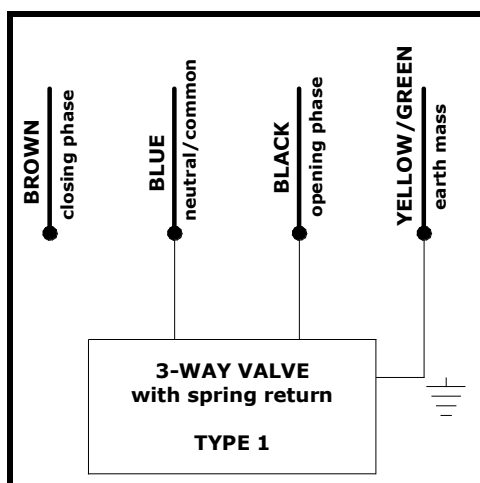 BROWN
closing phase
BLUE
neutral/common
BLACK
opening phase
YELLOW/GREEN
earth mass
3-WAY VALVE
with spring return
TYPE 1